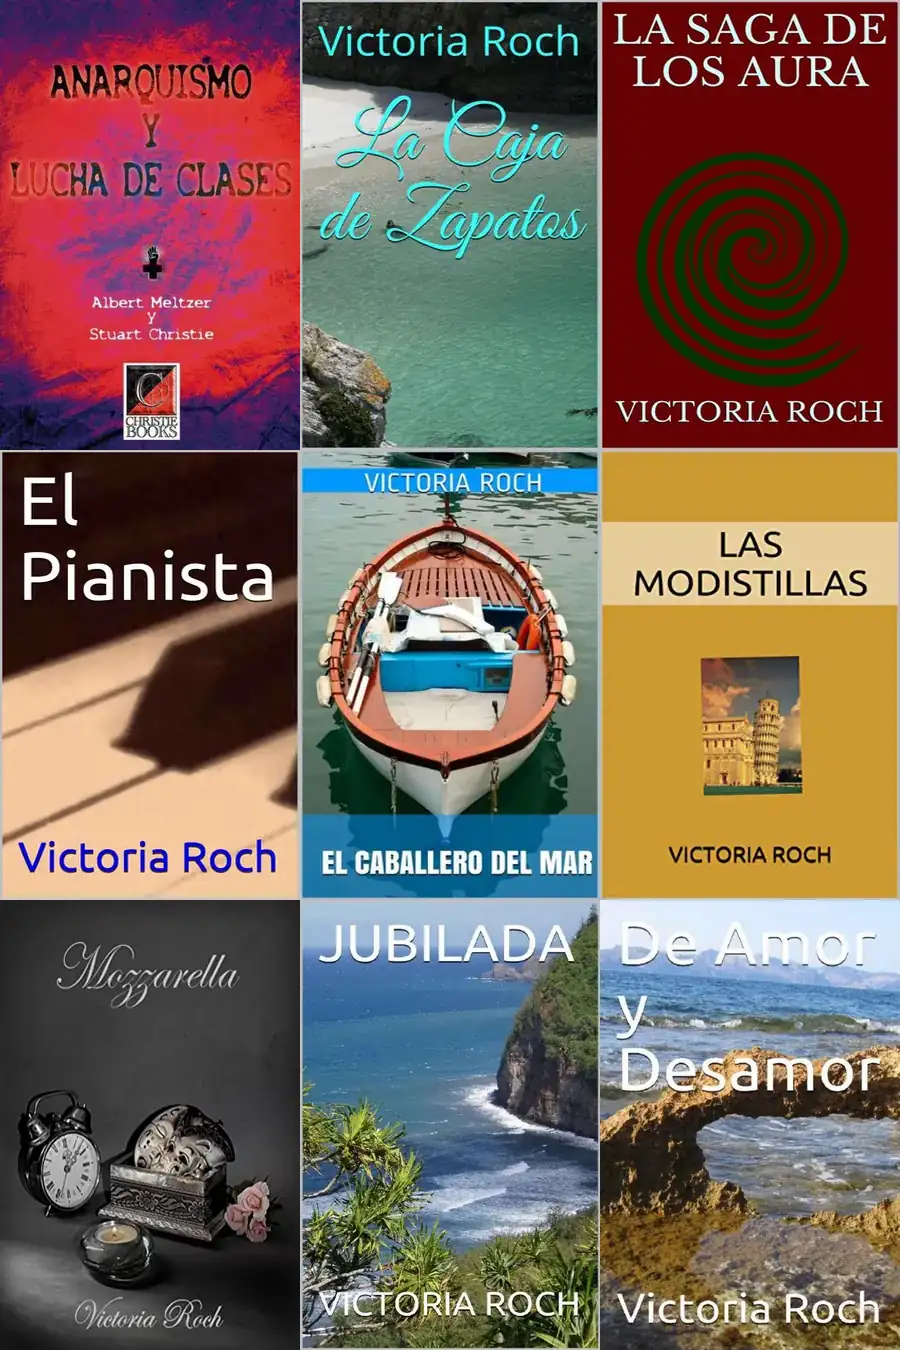 ANARQUISMO
Y
LUCHA DE CLASES
Albert Meltzer
y
Stuart Christie
C
CHRISTIE
BOOKS
Victoria Roch
La Caja
de Zapatos
LA SAGA DE
LOS AURA
VICTORIA ROCH
El
Pianista
Victoria Roch
VICTORIA ROCH
EL CABALLERO DEL MAR
LAS
MODISTILLAS
VICTORIA ROCH
Mozzarella
Victoria Roch
JUBILADA
VICTORIA ROCH
De Amor
y
Desamor
Victoria Roch